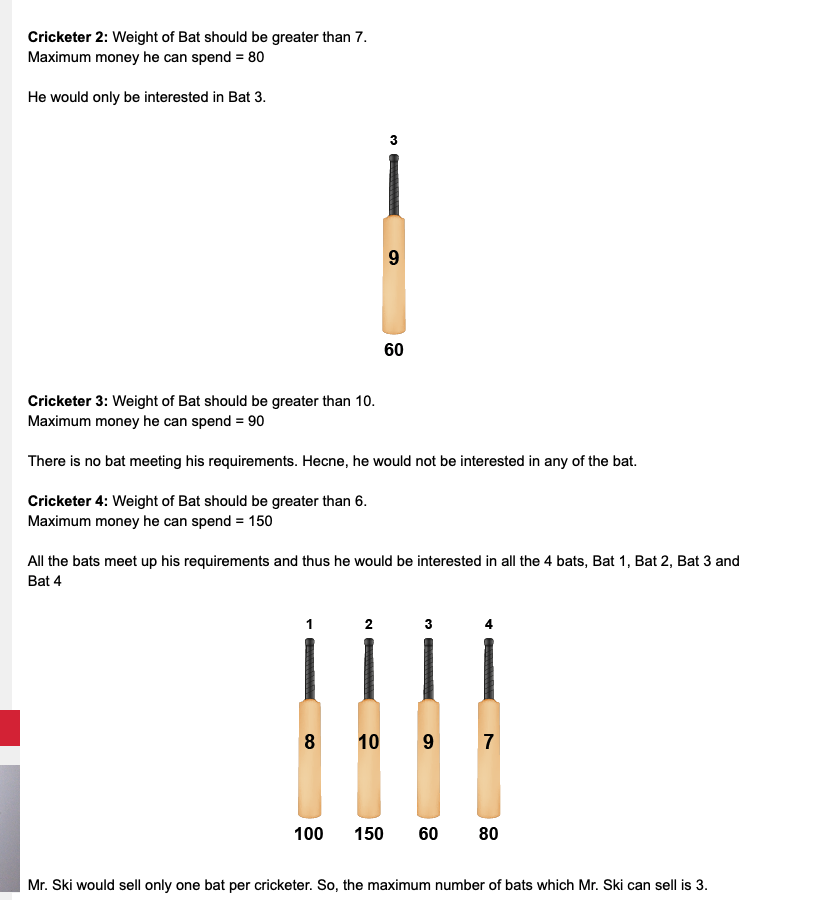 Cricketer 2: Weight of Bat should be greater than 7.
Maximum money he can spend = 80
He would only be interested in Bat 3.
3
9
60
Cricketer 3: Weight of Bat should be greater than 10.
Maximum money he can spend = 90
There is no bat meeting his requirements. Hecne, he would not be interested in any of the bat.
Cricketer 4: Weight of Bat should be greater than 6.
Maximum money he can spend = 150
All the bats meet up his requirements and thus he would be interested in all the 4 bats, Bat 1, Bat 2, Bat 3 and
Bat 4
1 2 3 4
8 10 9 7
100 150 60 80
Mr. Ski would sell only one bat per cricketer. So, the maximum number of bats which Mr. Ski can sell is 3.